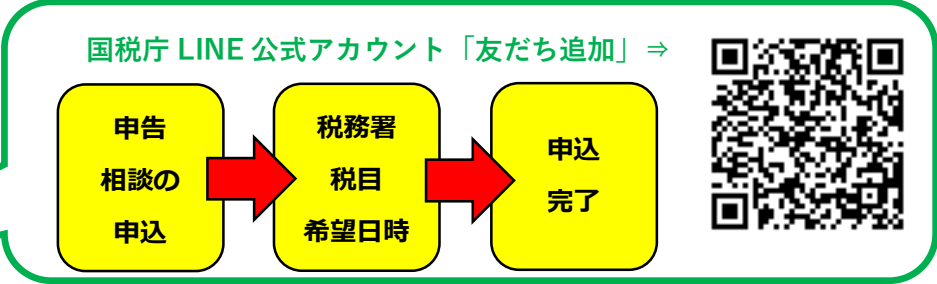 国税庁 LINE 公式アカウント「友だち追加」⇒
申告
相談の
申込
税務署
税目
希望日時
申込
完了